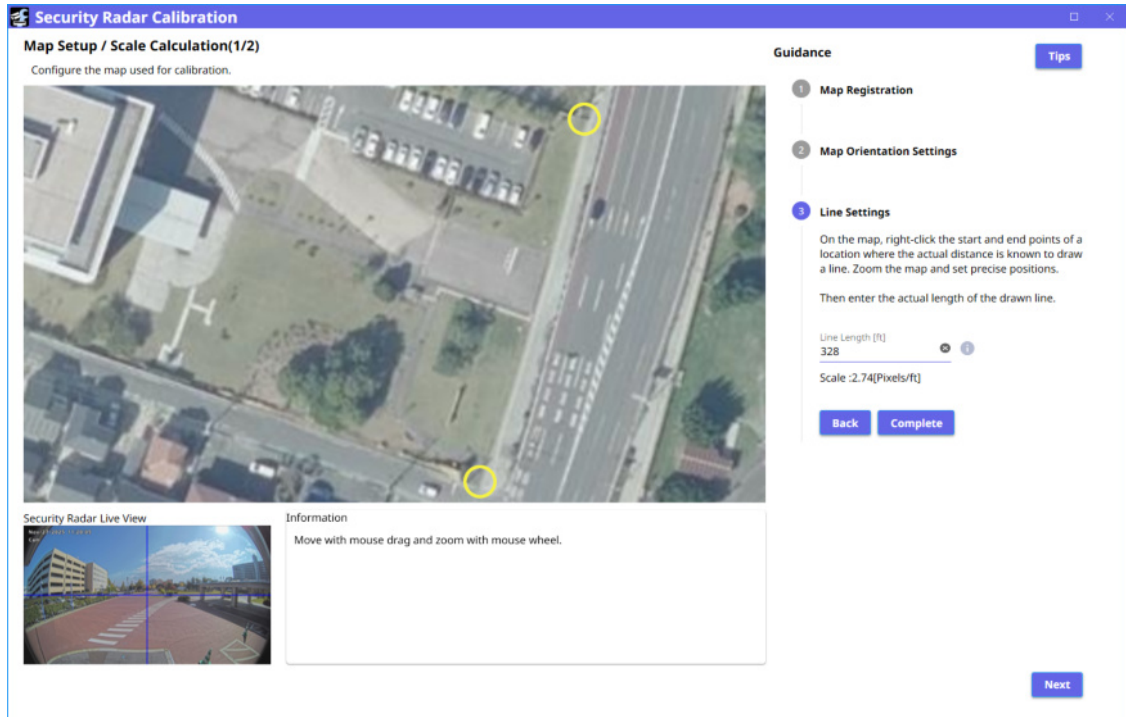 Security Radar Calibration
Map Setup / Scale Calculation(1/2)
Configure the map used for calibration.
Guidance
Tips
1 Map Registration
2 Map Orientation Settings
3 Line Settings
On the map, right-click the start and end points of a
location where the actual distance is known to draw
a line. Zoom the map and set precise positions.
Then enter the actual length of the drawn line.
Line Length [ft]
328
Scale :2.74[Pixels/ft]
Back Complete
Security Radar Live View
Information
Move with mouse drag and zoom with mouse wheel.
Next